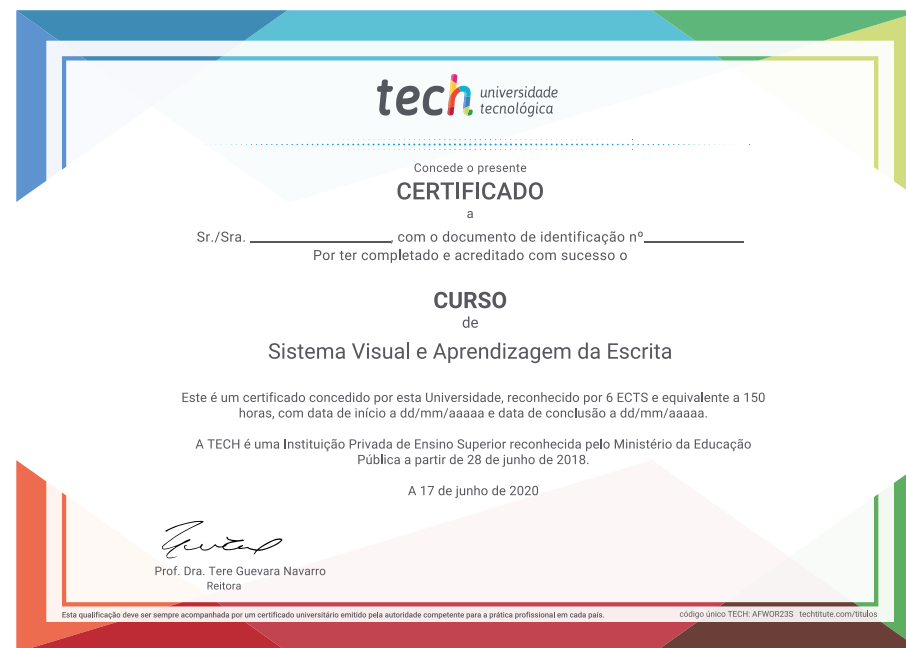 tech universidade
tecnológica
Concede o presente
CERTIFICADO
a
Sr./Sra. ____________________, com o documento de identificação nº______________
Por ter completado e acreditado com sucesso o
CURSO
de
Sistema Visual e Aprendizagem da Escrita
Este é um certificado concedido por esta Universidade, reconhecido por 6 ECTS e equivalente a 150
horas, com data de início a dd/mm/aaaaa e data de conclusão a dd/mm/aaaaa.
A TECH é uma Instituição Privada de Ensino Superior reconhecida pelo Ministério da Educação
Pública a partir de 28 de junho de 2018.
A 17 de junho de 2020
Prof. Dra. Tere Guevara Navarro
Reitora
Esta qualificação deve ser sempre acompanhada por um certificado universitário emitido pela autoridade competente para a prática profissional em cada país.
código único TECH: AFWOR23S techtitute.com/titulos